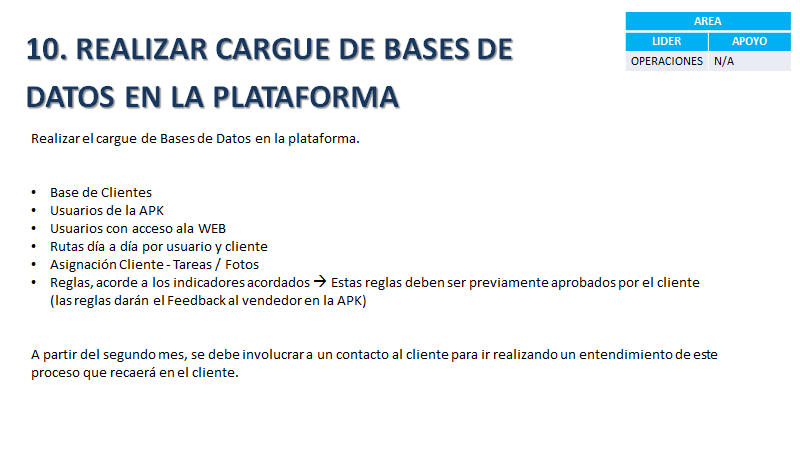 10. REALIZAR CARGUE DE BASES DE
DATOS EN LA PLATAFORMA
AREA
LIDER APOYO
OPERACIONES N/A
Realizar el cargue de Bases de Datos en la plataforma.
• Base de Clientes
• Usuarios de la APK
• Usuarios con acceso ala WEB
• Rutas día a día por usuario y cliente
• Asignación Cliente - Tareas / Fotos
• Reglas, acorde a los indicadores acordados → Estas reglas deben ser previamente aprobados por el cliente
(las reglas darán el Feedback al vendedor en la APK)
A partir del segundo mes, se debe involucrar a un contacto al cliente para ir realizando un entendimiento de este
proceso que recaerá en el cliente.